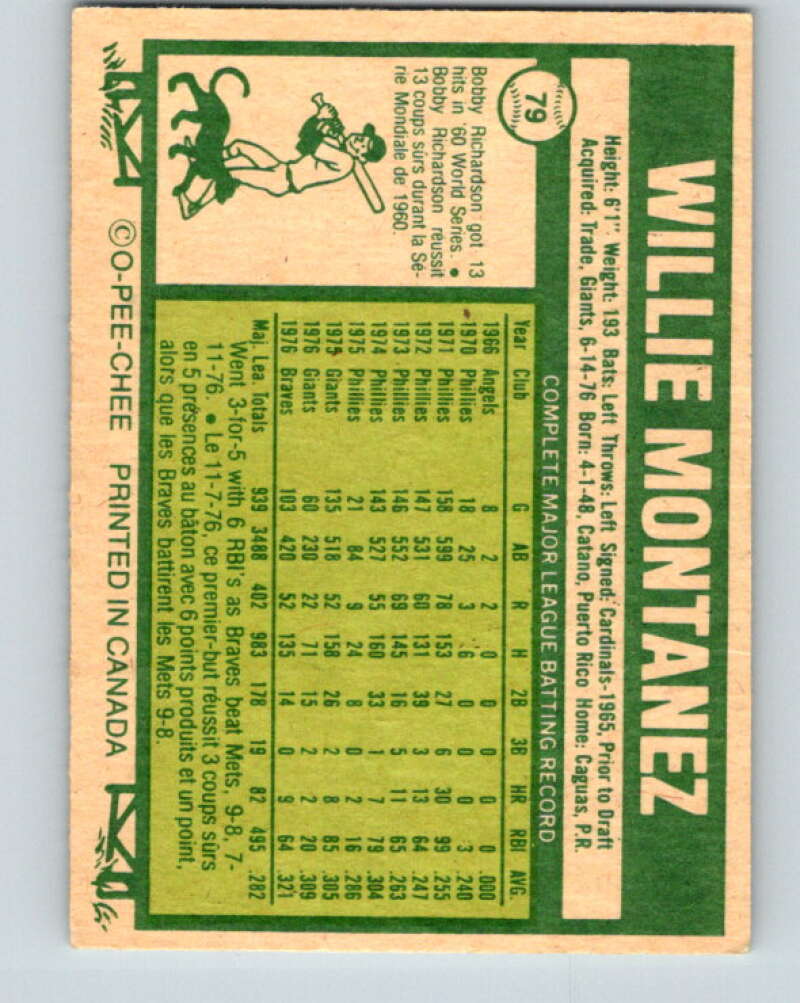 WILLIE MONTANEZ
79
Height: 6'1". Weight: 193 Bats: Left Throws: Left Signed: Cardinals-1965, Prior to Draft
Acquired: Trade, Giants, 6-14-76 Born: 4-1-48, Catano, Puerto Rico Home: Caguas, P.R.
Bobby Richardson got 13
hits in '60 World Series. •
Bobby Richardson réussit
13 coups sûrs durant la Sé-
rie Mondiale de 1960.
COMPLETE MAJOR LEAGUE BATTING RECORD
Year Club G AB R H 2B 3B HR RBI AVG.
1966 Angels 8 2 2 0 0 0 0 0 .000
1970 Phillies 18 25 3 6 0 0 0 3 .240
1971 Phillies 158 599 78 153 27 6 30 99 .255
1972 Phillies 147 531 60 131 39 3 13 64 .247
1973 Phillies 146 552 69 145 16 5 11 65 .263
1974 Phillies 143 527 55 160 33 1 7 79 .304
1975 Phillies 21 84 9 24 8 0 2 16 .286
1975 Giants 135 518 52 158 26 2 8 85 .305
1976 Giants 60 230 22 71 15 2 2 20 .309
1976 Braves 103 420 52 135 14 0 9 64 .321
Maj. Lea. Totals 939 3488 402 983 178 19 82 495 .282
Went 3-for-5 with 6 RBI's as Braves beat Mets, 9-8, 7-
11-76. • Le 11-7-76, ce premier-but réussit 3 coups sûrs
en 5 présences au bâton avec 6 points produits et un point,
alors que les Braves battirent les Mets 9-8.
©O-PEE-CHEE PRINTED IN CANADA